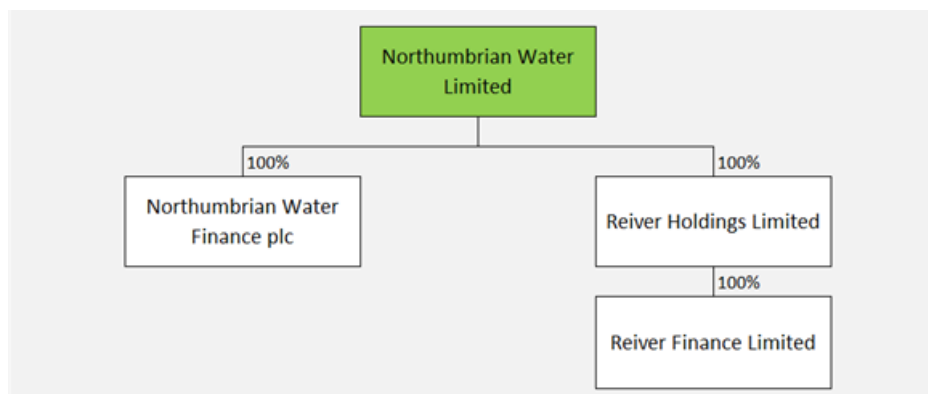 Northumbrian Water
Limited
100%
100%
Northumbrian Water
Finance plc
Reiver Holdings Limited
100%
Reiver Finance Limited